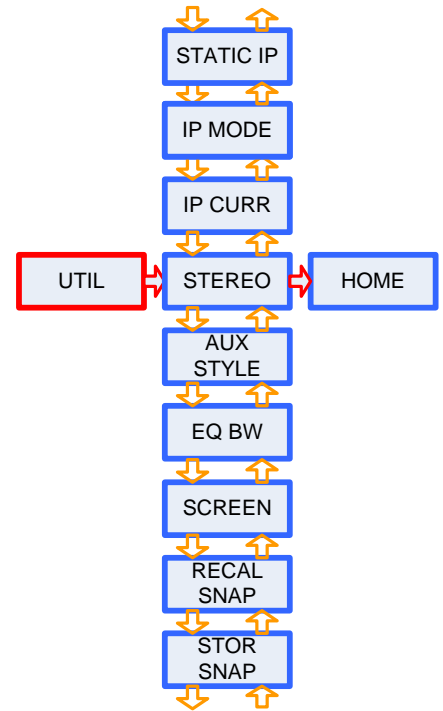 STATIC IP
IP MODE
IP CURR
UTIL
STEREO
HOME
AUX
STYLE
EQ BW
SCREEN
RECAL
SNAP
STOR
SNAP